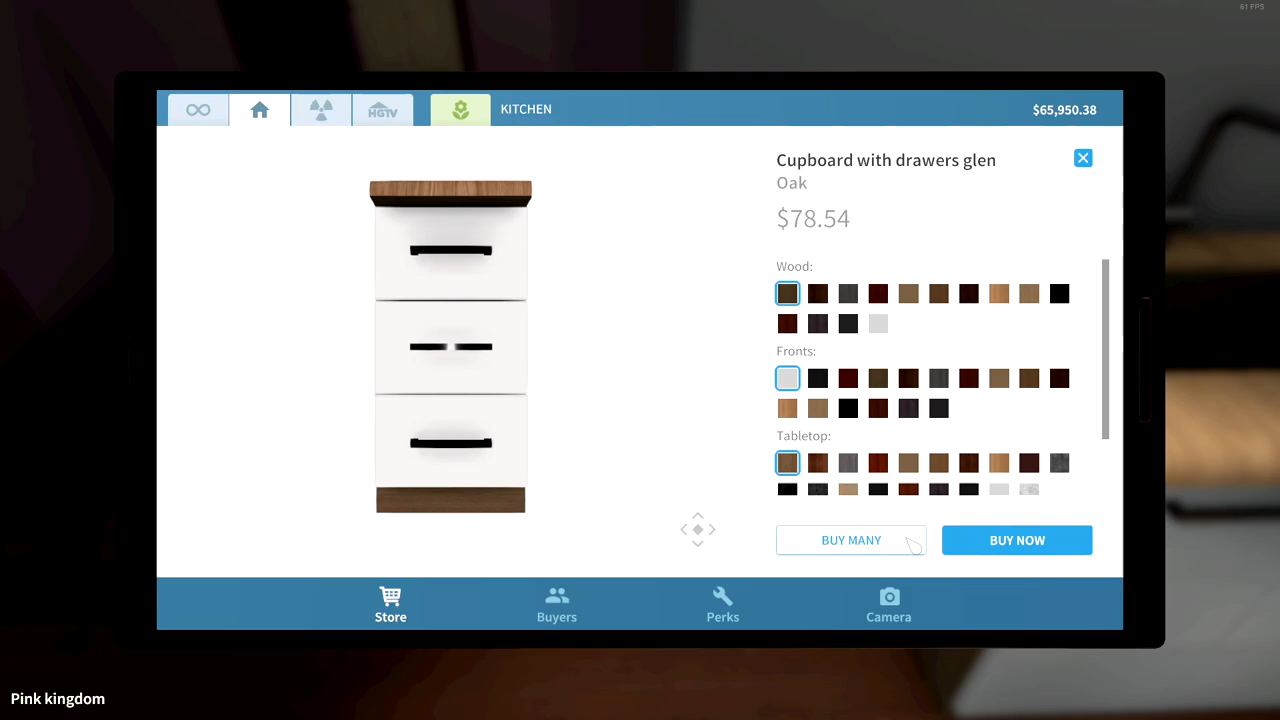 61 FPS
HGTV
KITCHEN
$65,950.38
Cupboard with drawers glen
Oak
$78.54
Wood:
Fronts:
Tabletop:
BUY MANY
BUY NOW
Store
Buyers
Perks
Camera
Pink kingdom